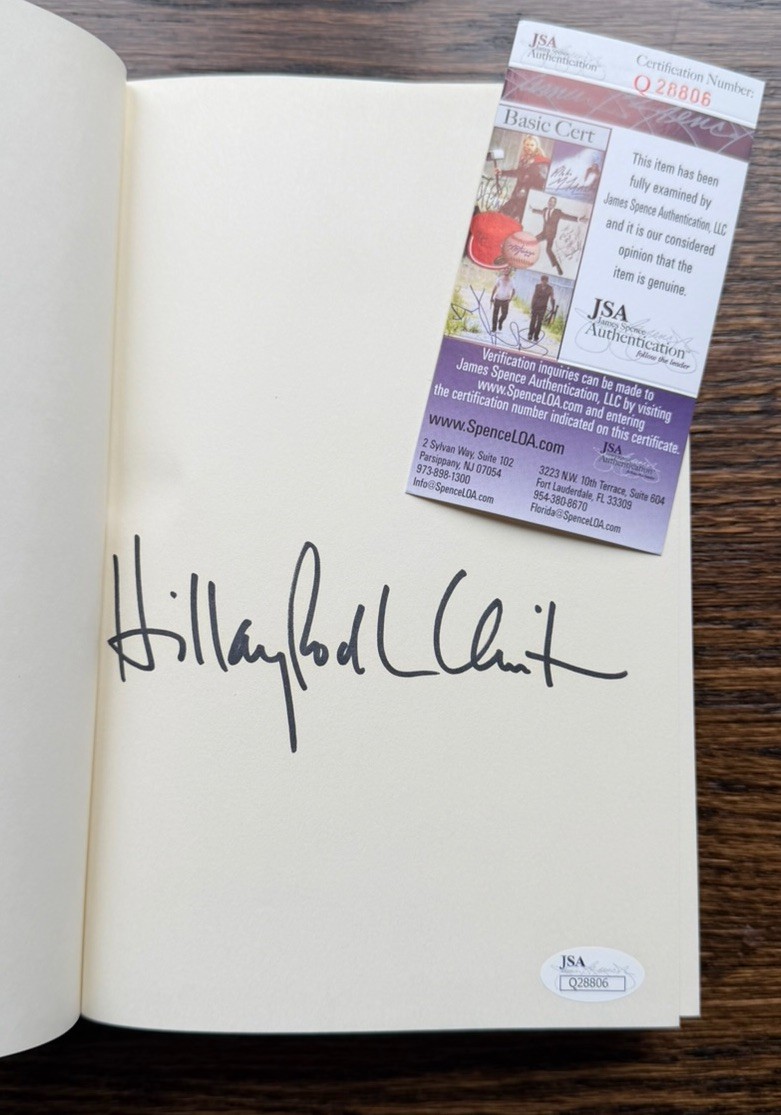 JSA
Authentication
Certification Number:
Q 28806
Basic Cert
This item has been
fully examined by
James Spence Authentication, LLC
and it is our considered
opinion that the
item is genuine.
JSA
James Spence
Authentication
follow the leader
Verification inquiries can be made to
James Spence Authentication, LLC by visiting
www.SpenceLOA.com and entering
the certification number indicated on this certificate.
www.SpenceLOA.com
2 Sylvan Way, Suite 102
Parsippany, NJ 07054
973-898-1300
Info@SpenceLOA.com
JSA
Authentication
3223 N.W. 10th Terrace, Suite 604
Fort Lauderdale, FL 33309
954-380-8670
Florida@SpenceLOA.com
Hillary Rodham Clinton
JSA
Q28806